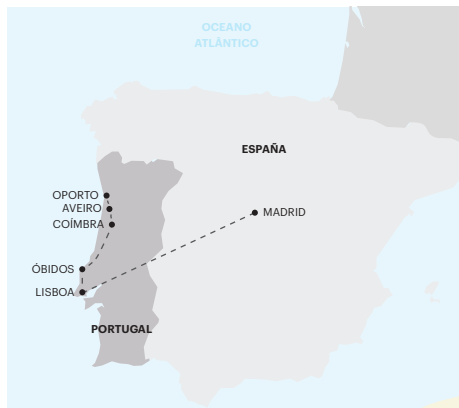 OCEANO
ATLÁNTICO
ESPAÑA
OPORTO
AVEIRO
COÍMBRA
MADRID
ÓBIDOS
LISBOA
PORTUGAL